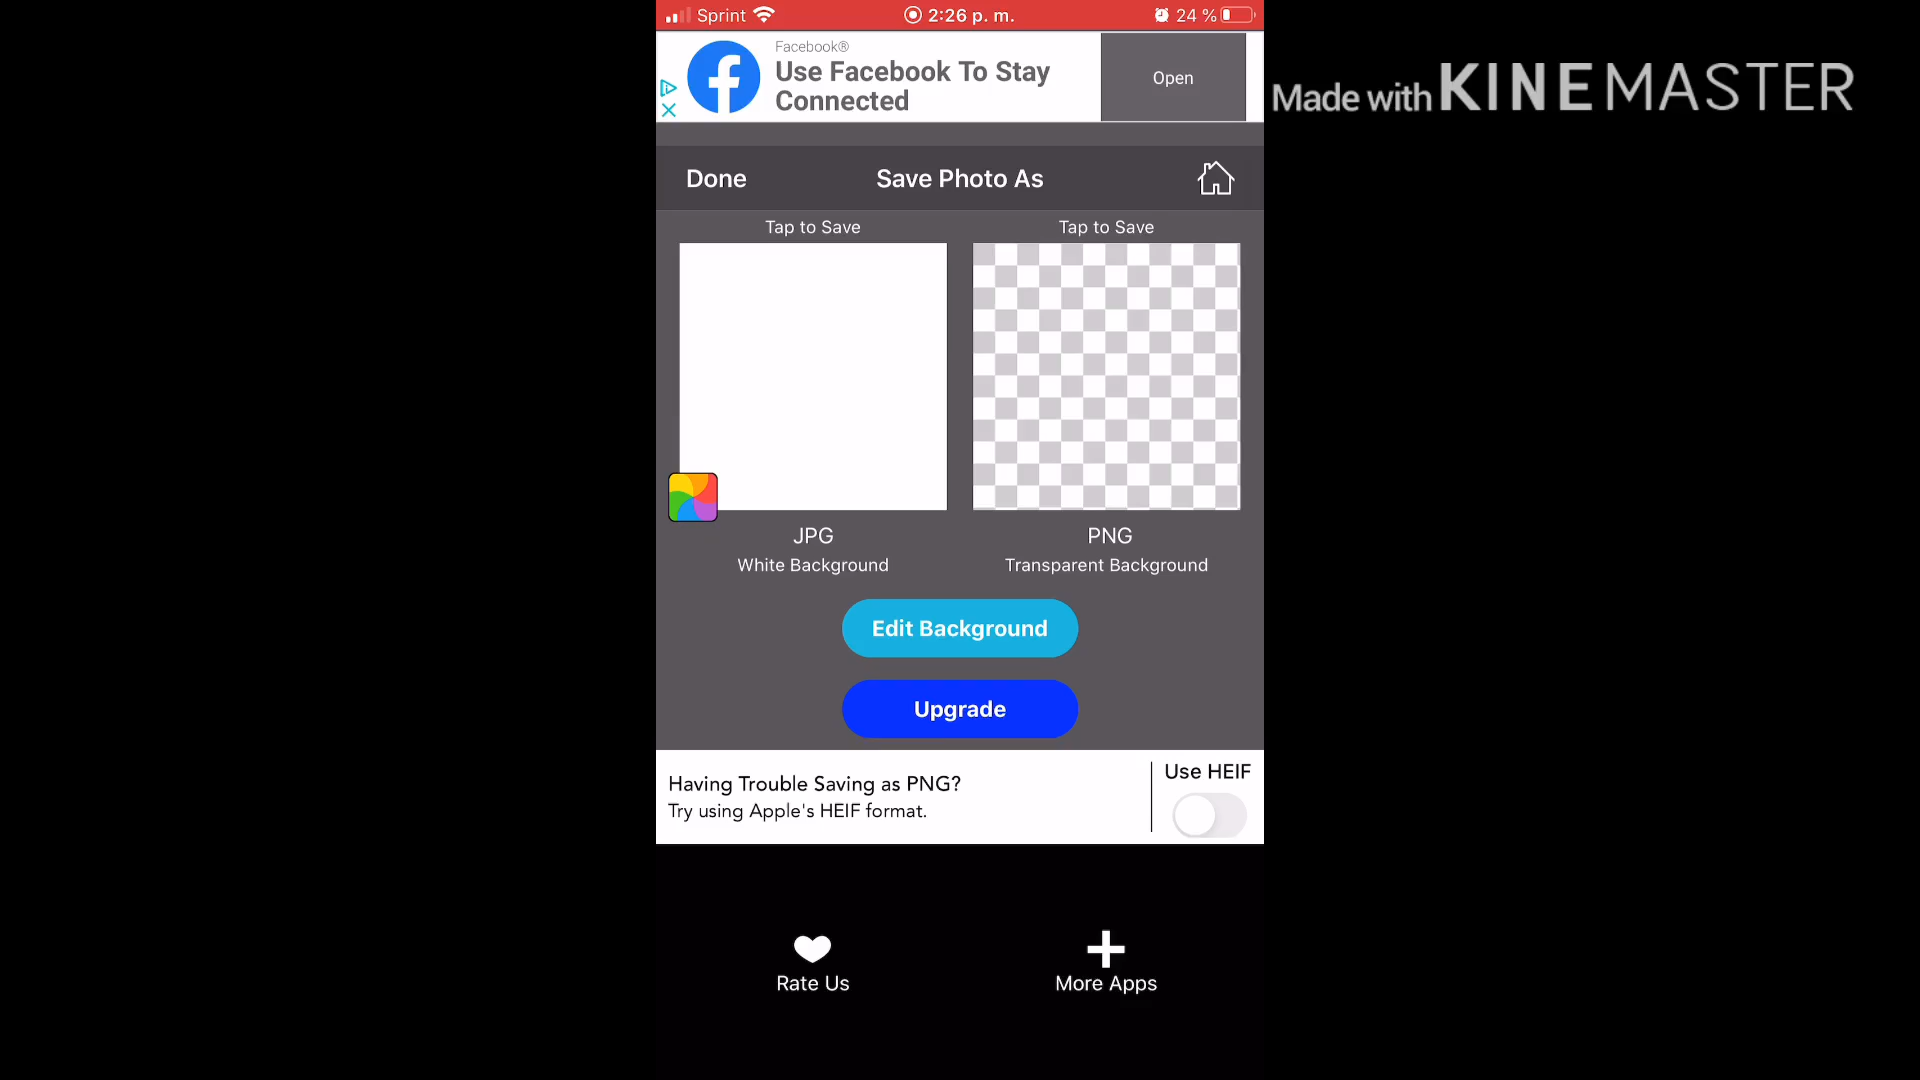 Sprint 2:26 p. m. 24 %
Facebook®
Use Facebook To Stay
Connected
Open
Made with KINEMASTER
Done Save Photo As
Tap to Save Tap to Save
JPG PNG
White Background Transparent Background
Edit Background
Upgrade
Having Trouble Saving as PNG? Use HEIF
Try using Apple's HEIF format.
Rate Us More Apps